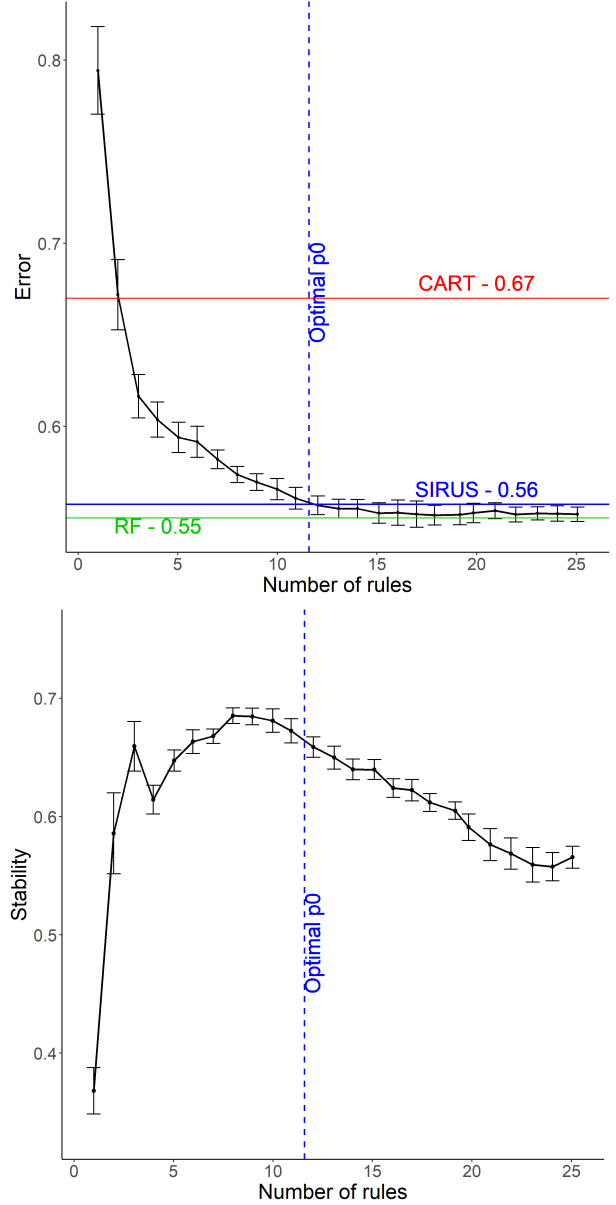 0.8
0.7
0.6
Error
Optimal p0
CART - 0.67
SIRUS - 0.56
RF - 0.55
0 5 10 15 20 25
Number of rules
0.7
0.6
0.5
0.4
Stability
Optimal p0
0 5 10 15 20 25
Number of rules